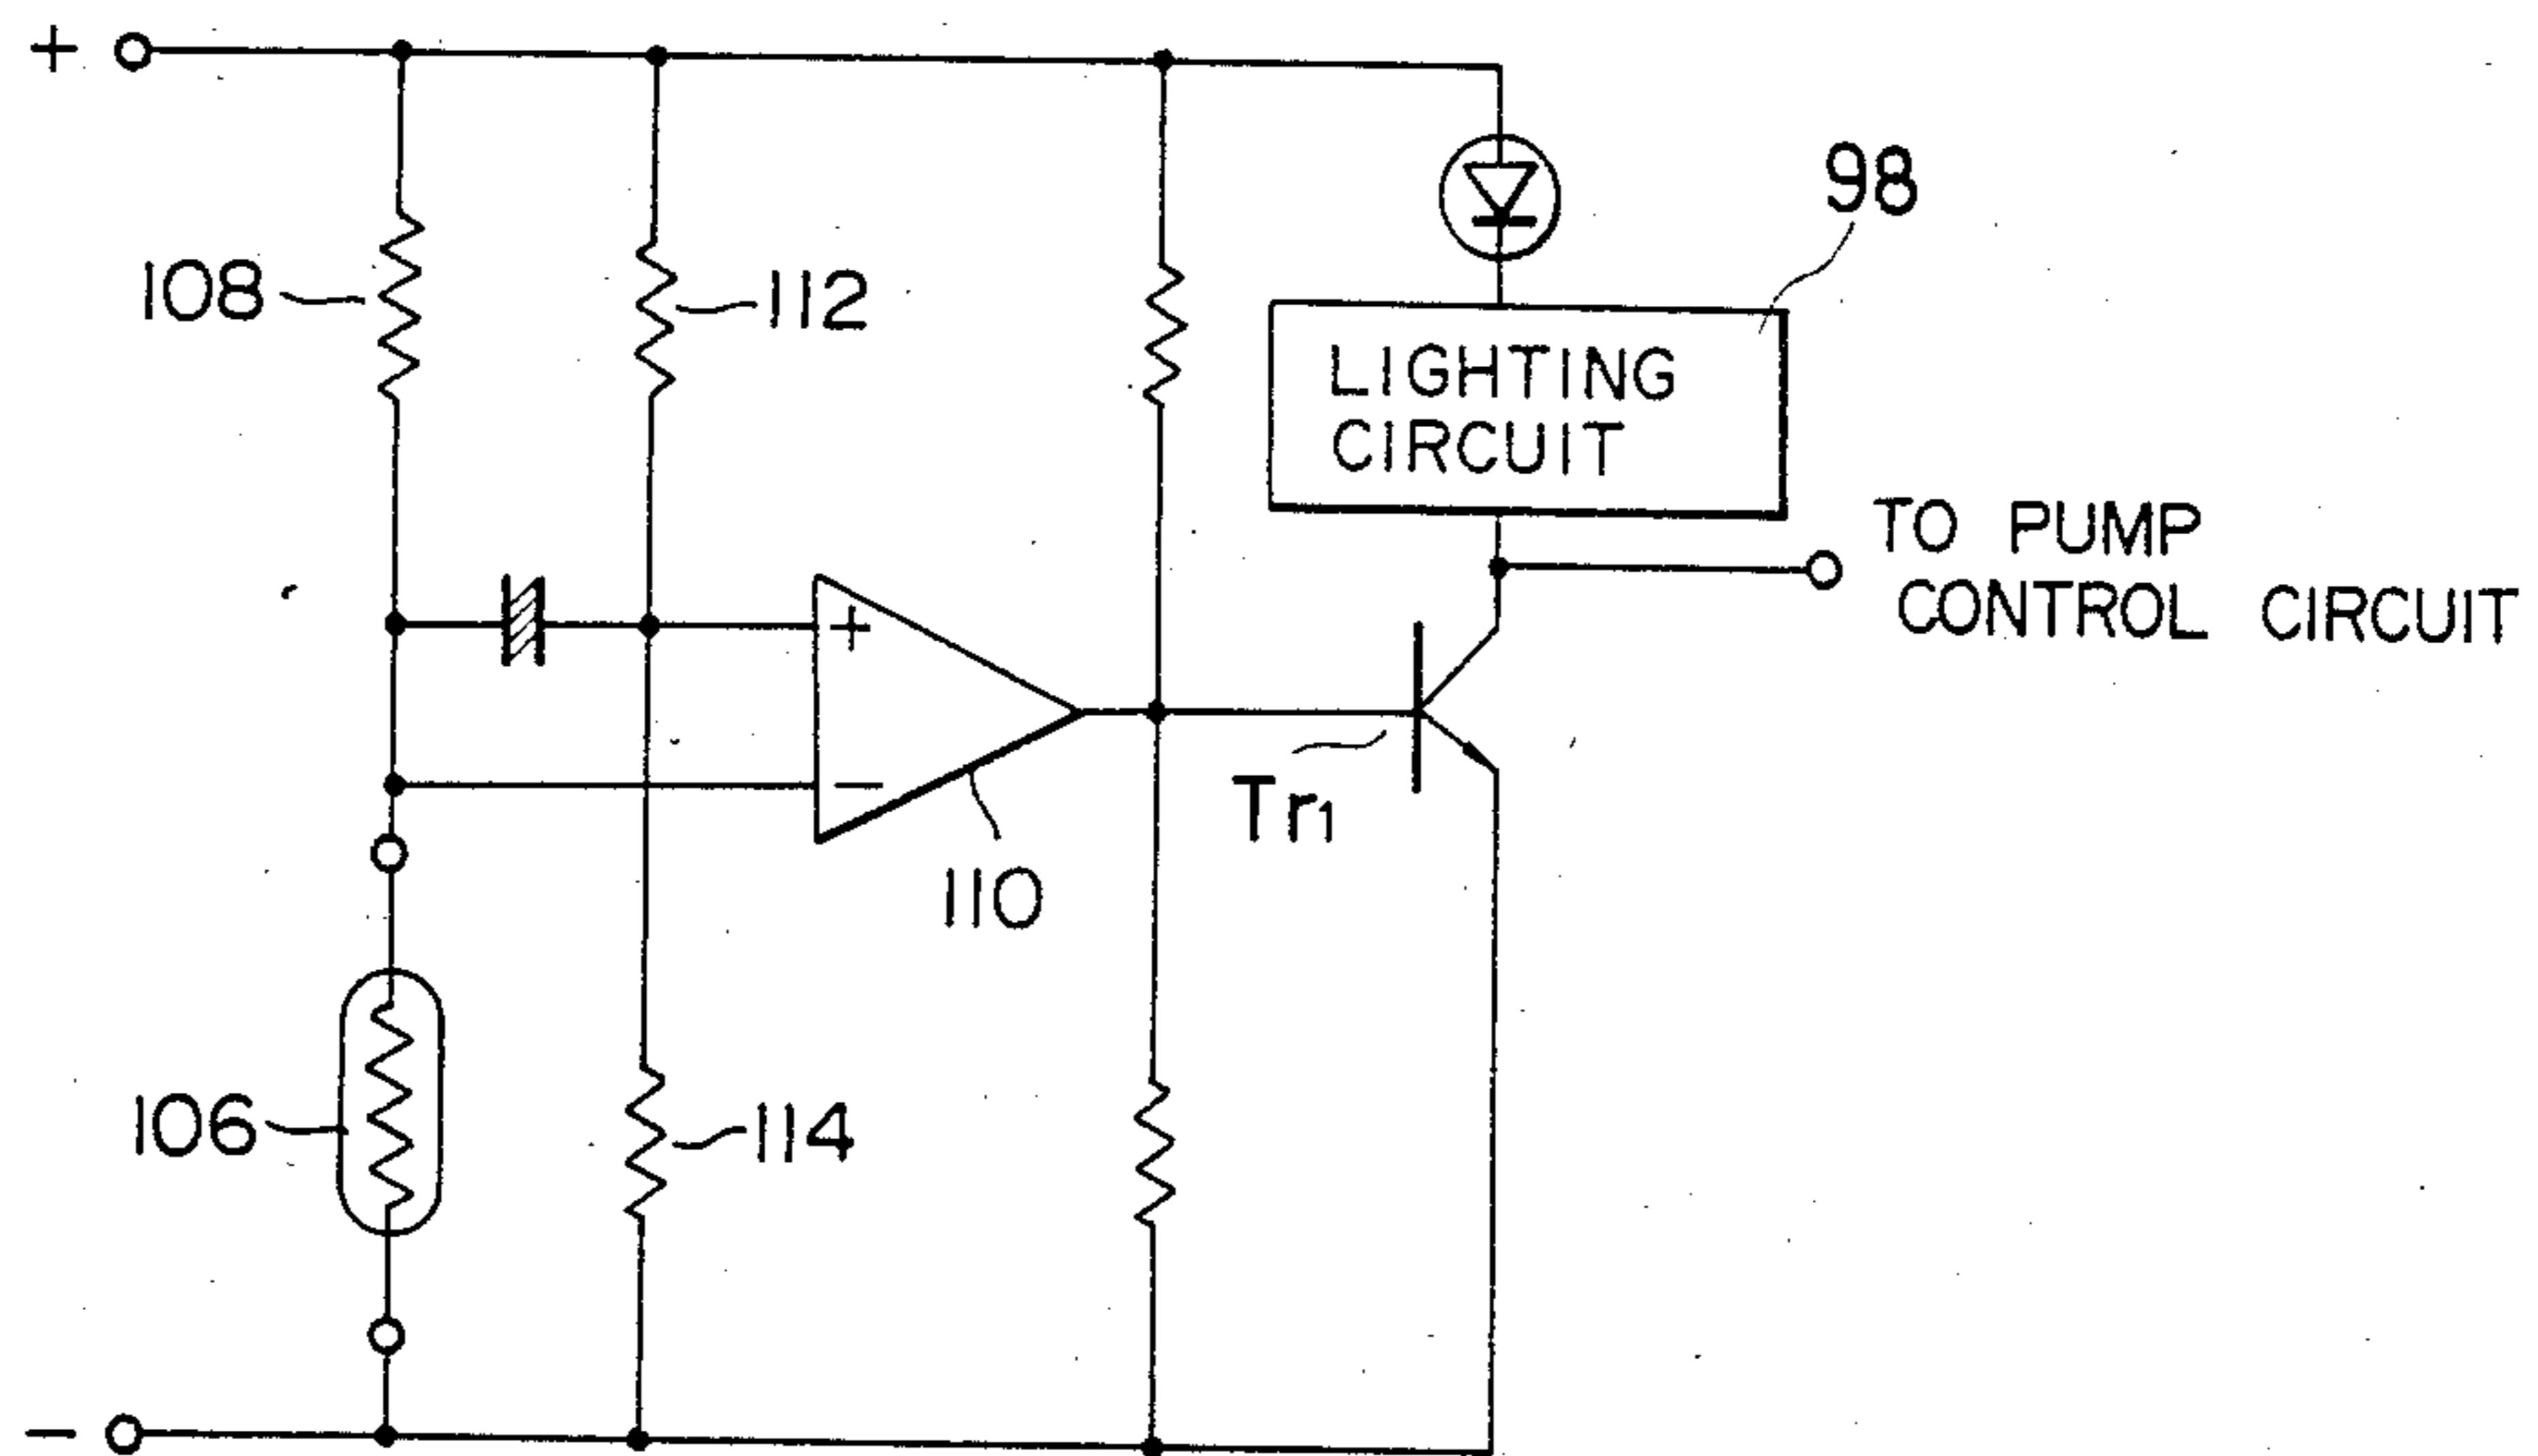 +
98
108
112
LIGHTING
CIRCUIT
TO PUMP
CONTROL CIRCUIT
+
−
Tr1
110
106
114
−